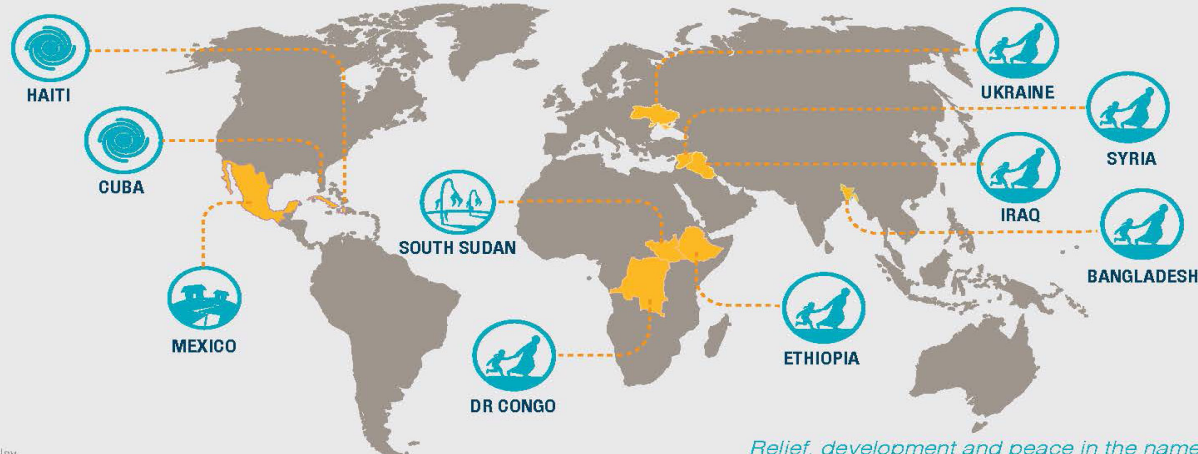 HAITI
UKRAINE
SYRIA
CUBA
IRAQ
SOUTH SUDAN
BANGLADESH
MEXICO
ETHIOPIA
DR CONGO
Relief, development and peace in the name